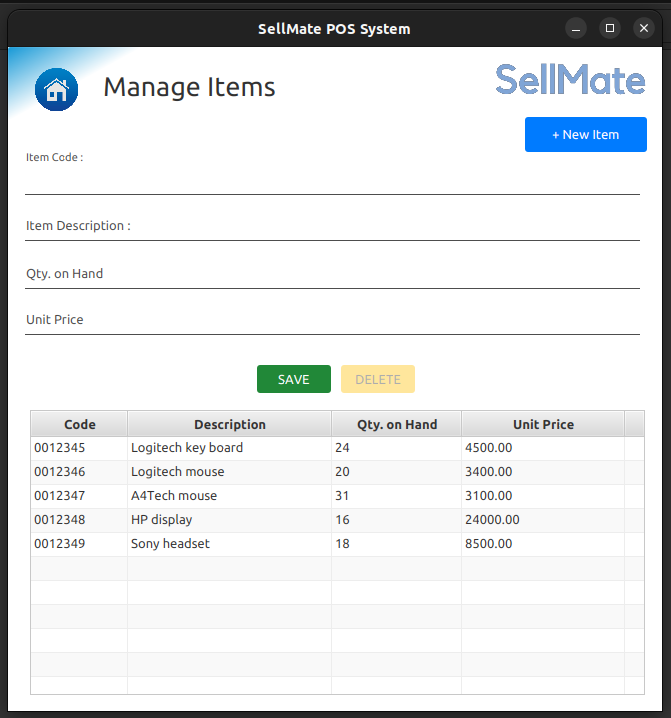 SellMate POS System
Manage Items
SellMate
+ New Item
Item Code :
Item Description :
Qty. on Hand
Unit Price
SAVE DELETE
Code Description Qty. on Hand Unit Price
0012345 Logitech key board 24 4500.00
0012346 Logitech mouse 20 3400.00
0012347 A4Tech mouse 31 3100.00
0012348 HP display 16 24000.00
0012349 Sony headset 18 8500.00